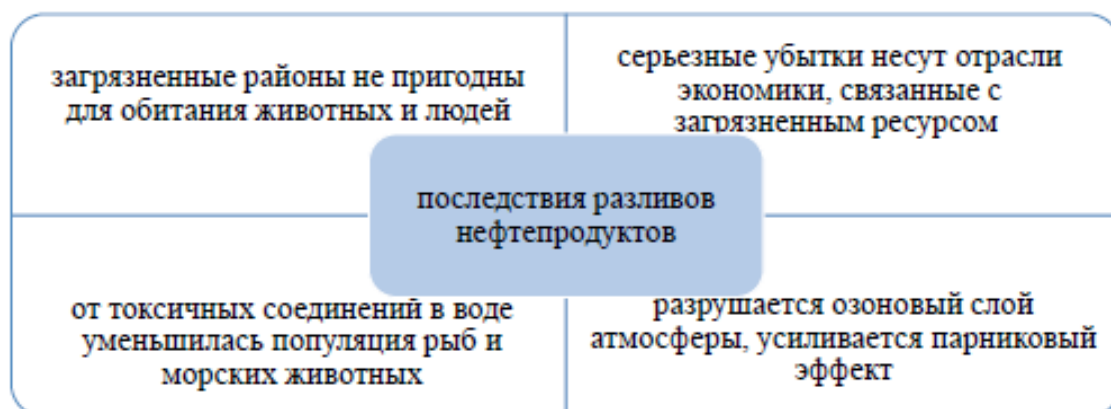 загрязненные районы не пригодны
для обитания животных и людей
серьезные убытки несут отрасли
экономики, связанные с
загрязненным ресурсом
последствия разливов
нефтепродуктов
от токсичных соединений в воде
уменьшилась популяция рыб и
морских животных
разрушается озоновый слой
атмосферы, усиливается парниковый
эффект